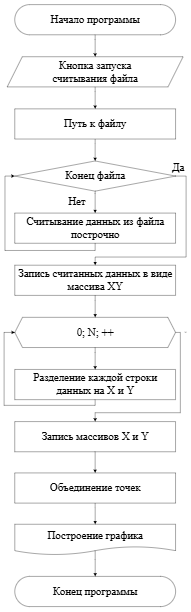 Начало программы
Кнопка запуска
считывания файла
Путь к файлу
Конец файла
Да
Нет
Считывание данных из файла
построчно
Запись считанных данных в виде
массива XY
0; N; ++
Разделение каждой строки
данных на X и Y
Запись массивов X и Y
Объединение точек
Построение графика
Конец программы